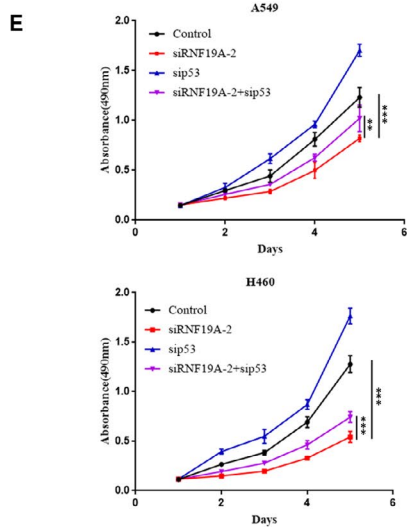 E
A549
Absorbance(490nm)
2.0
1.5
1.0
0.5
0.0
Control
siRNF19A-2
sip53
siRNF19A-2+sip53
**
***
0
2
4
6
Days
H460
Absorbance(490nm)
2.0
1.5
1.0
0.5
0.0
Control
siRNF19A-2
sip53
siRNF19A-2+sip53
***
***
0
2
4
6
Days